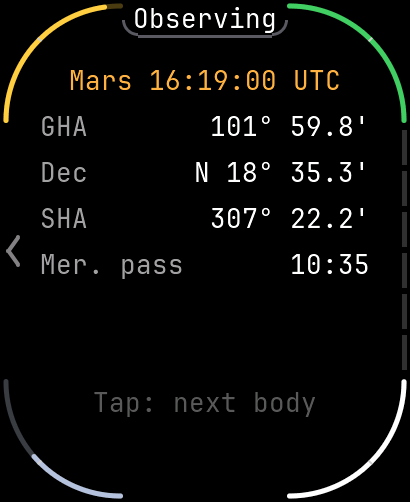 Observing
Mars 16:19:00 UTC
GHA 101° 59.8'
Dec N 18° 35.3'
SHA 307° 22.2'
Mer. pass 10:35
Tap: next body